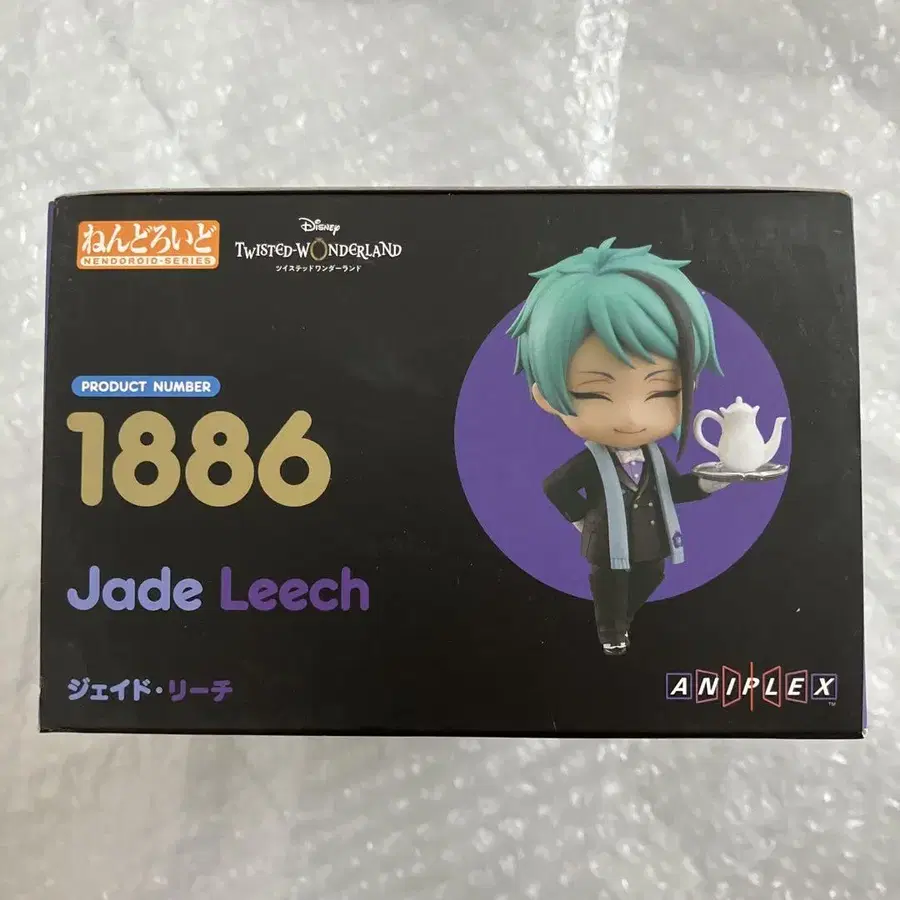 ねんどろいど
NENDOROID-SERIES
Disney
TWISTED-WONDERLAND
ツイステッドワンダーランド
PRODUCT NUMBER
1886
Jade Leech
ジェイド・リーチ
ANIPLEX
TM